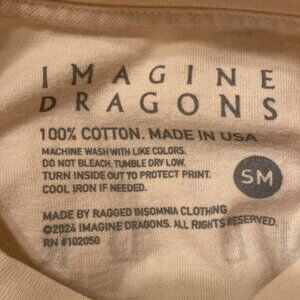 IMAGINE
DRAGONS
100% COTTON. MADE IN USA
MACHINE WASH WITH LIKE COLORS.
DO NOT BLEACH. TUMBLE DRY LOW.
TURN INSIDE OUT TO PROTECT PRINT.
COOL IRON IF NEEDED.
SM
MADE BY RAGGED INSOMNIA CLOTHING
©2024 IMAGINE DRAGONS. ALL RIGHTS RESERVED.
RN #102050